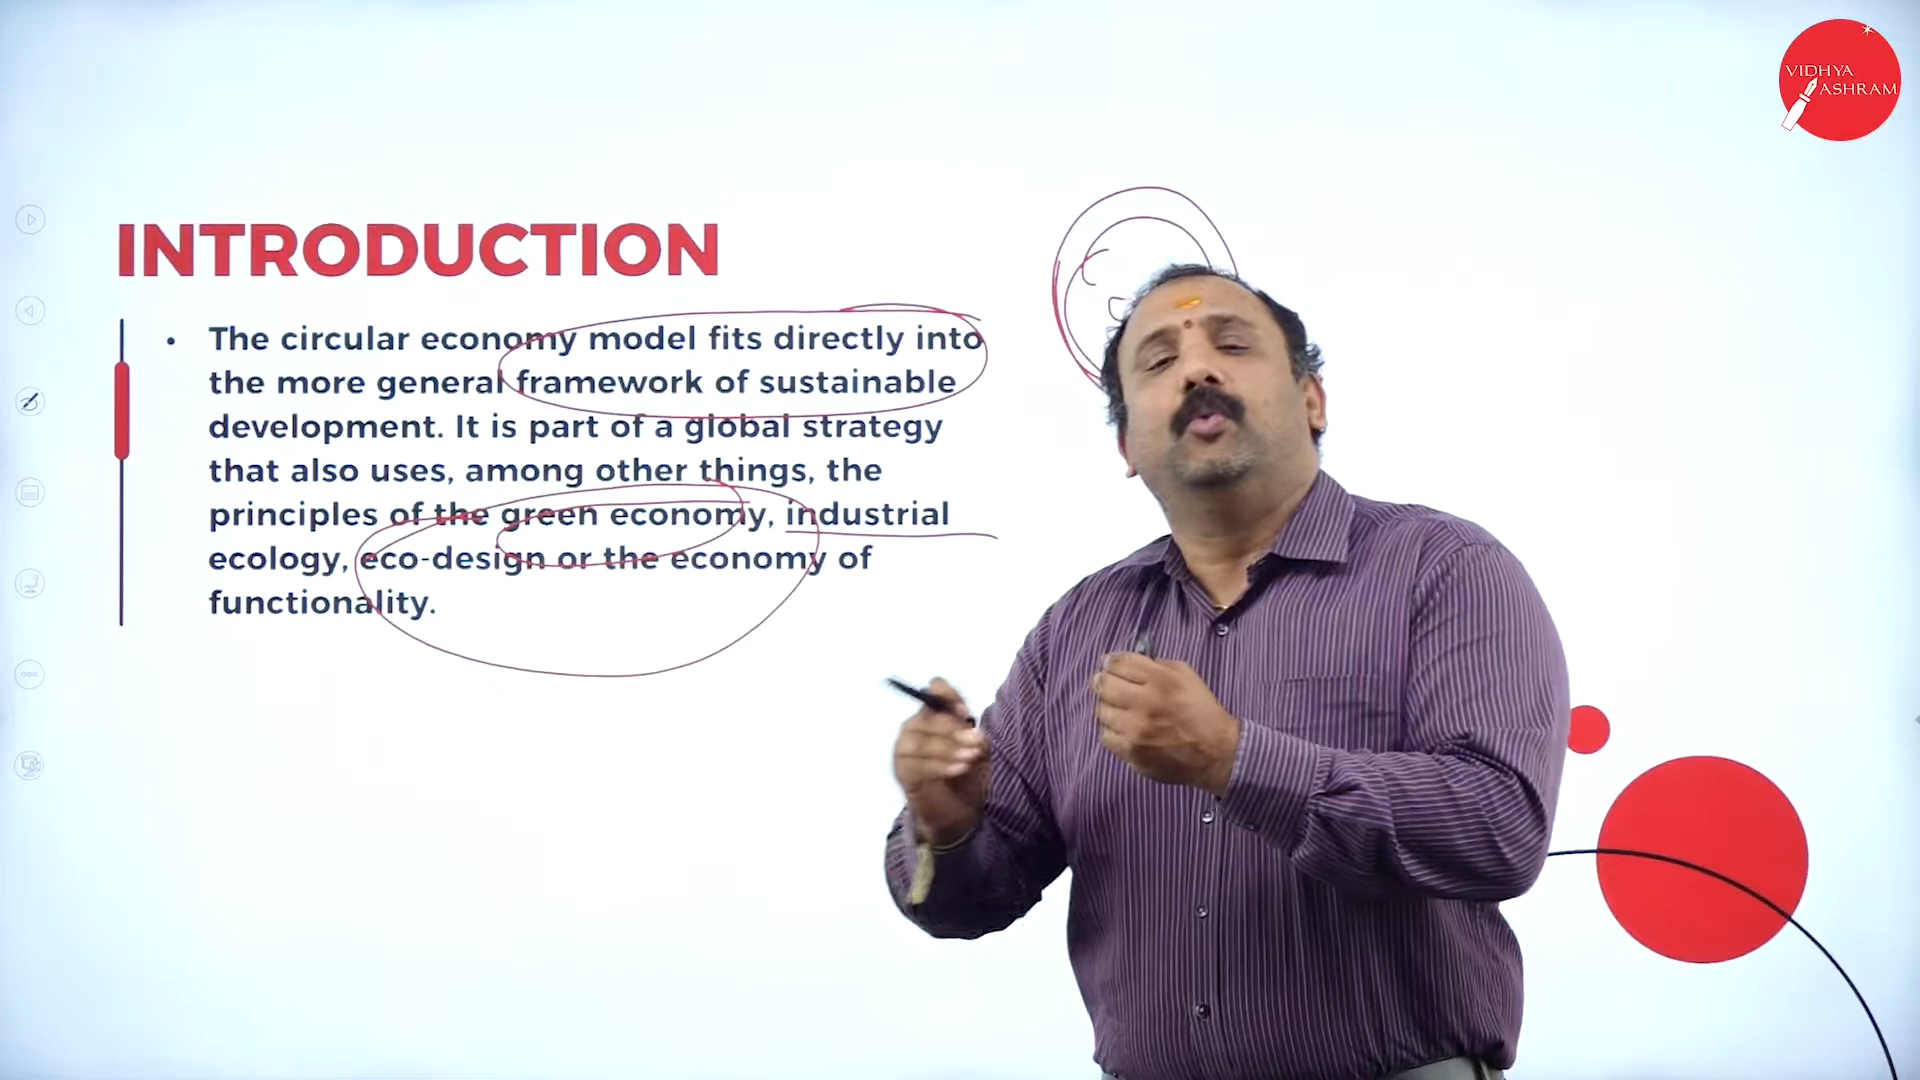 VIDHYA
ASHRAM
INTRODUCTION
• The circular economy model fits directly into
the more general framework of sustainable
development. It is part of a global strategy
that also uses, among other things, the
principles of the green economy, industrial
ecology, eco-design or the economy of
functionality.